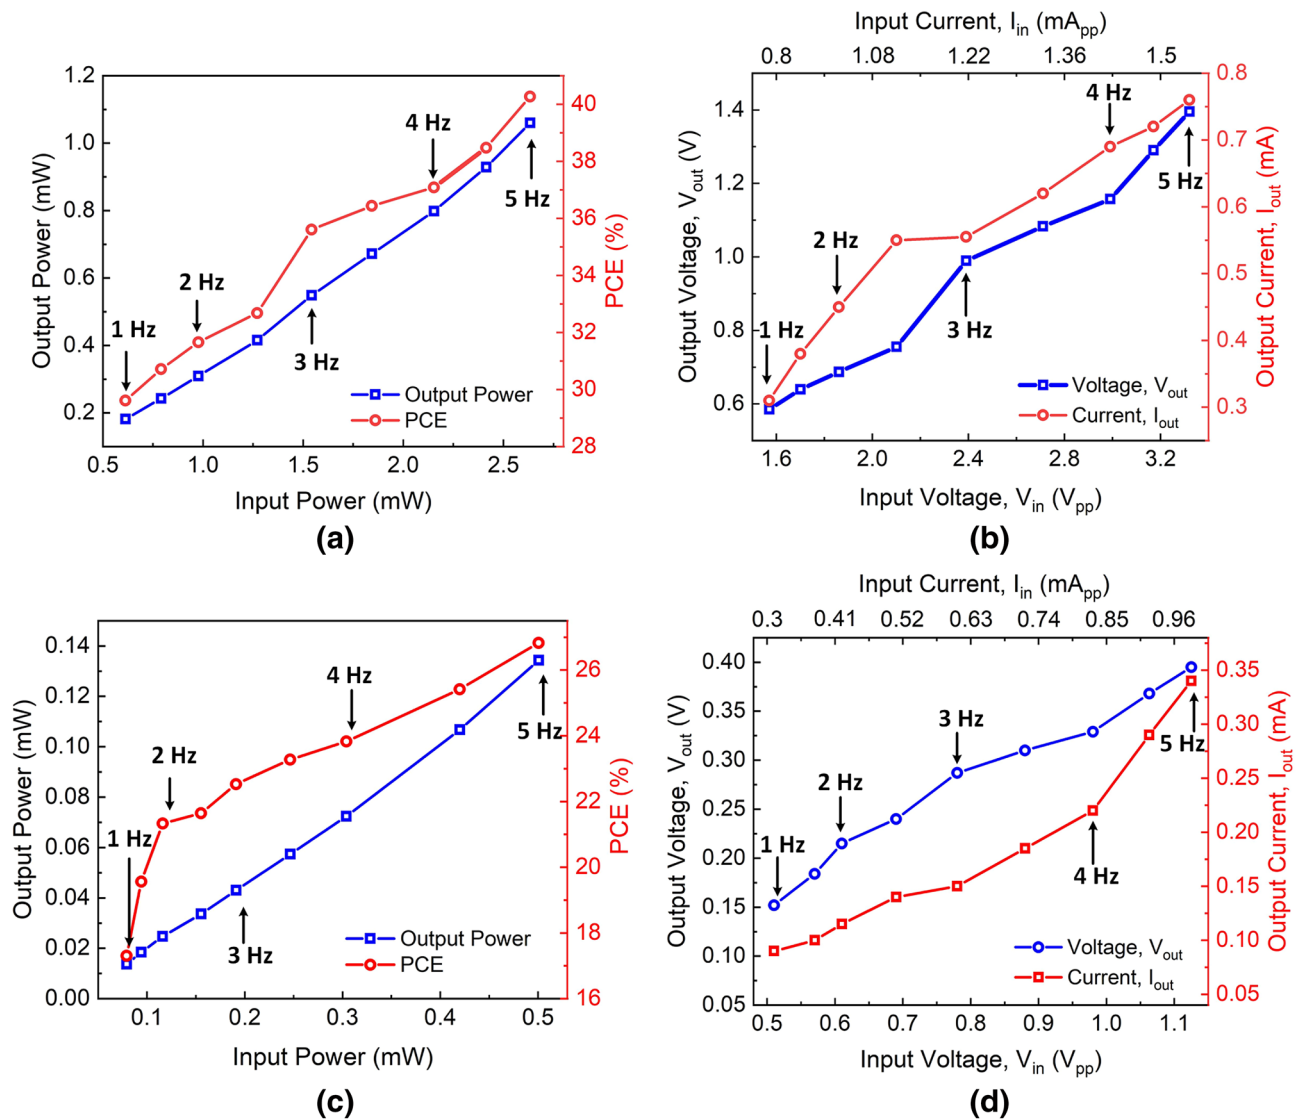 1.2
1.0
0.8
0.6
0.4
0.2
Output Power (mW)
40
38
36
34
32
30
28
PCE (%)
1 Hz
2 Hz
3 Hz
4 Hz
5 Hz
Output Power
PCE
0.5 1.0 1.5 2.0 2.5
Input Power (mW)
(a)
Input Current, Iin (mApp)
0.8 1.08 1.22 1.36 1.5
1.4
1.2
1.0
0.8
0.6
Output Voltage, Vout (V)
0.8
0.7
0.6
0.5
0.4
0.3
Output Current, Iout (mA)
1 Hz
2 Hz
3 Hz
4 Hz
5 Hz
Voltage, Vout
Current, Iout
1.6 2.0 2.4 2.8 3.2
Input Voltage, Vin (Vpp)
(b)
0.14
0.12
0.10
0.08
0.06
0.04
0.02
0.00
Output Power (mW)
26
24
22
20
18
16
PCE (%)
1 Hz
2 Hz
3 Hz
4 Hz
5 Hz
Output Power
PCE
0.1 0.2 0.3 0.4 0.5
Input Power (mW)
(c)
Input Current, Iin (mApp)
0.3 0.41 0.52 0.63 0.74 0.85 0.96
0.40
0.35
0.30
0.25
0.20
0.15
0.10
0.05
Output Voltage, Vout (V)
0.35
0.30
0.25
0.20
0.15
0.10
0.05
Output Current, Iout (mA)
1 Hz
2 Hz
3 Hz
4 Hz
5 Hz
Voltage, Vout
Current, Iout
0.5 0.6 0.7 0.8 0.9 1.0 1.1
Input Voltage, Vin (Vpp)
(d)